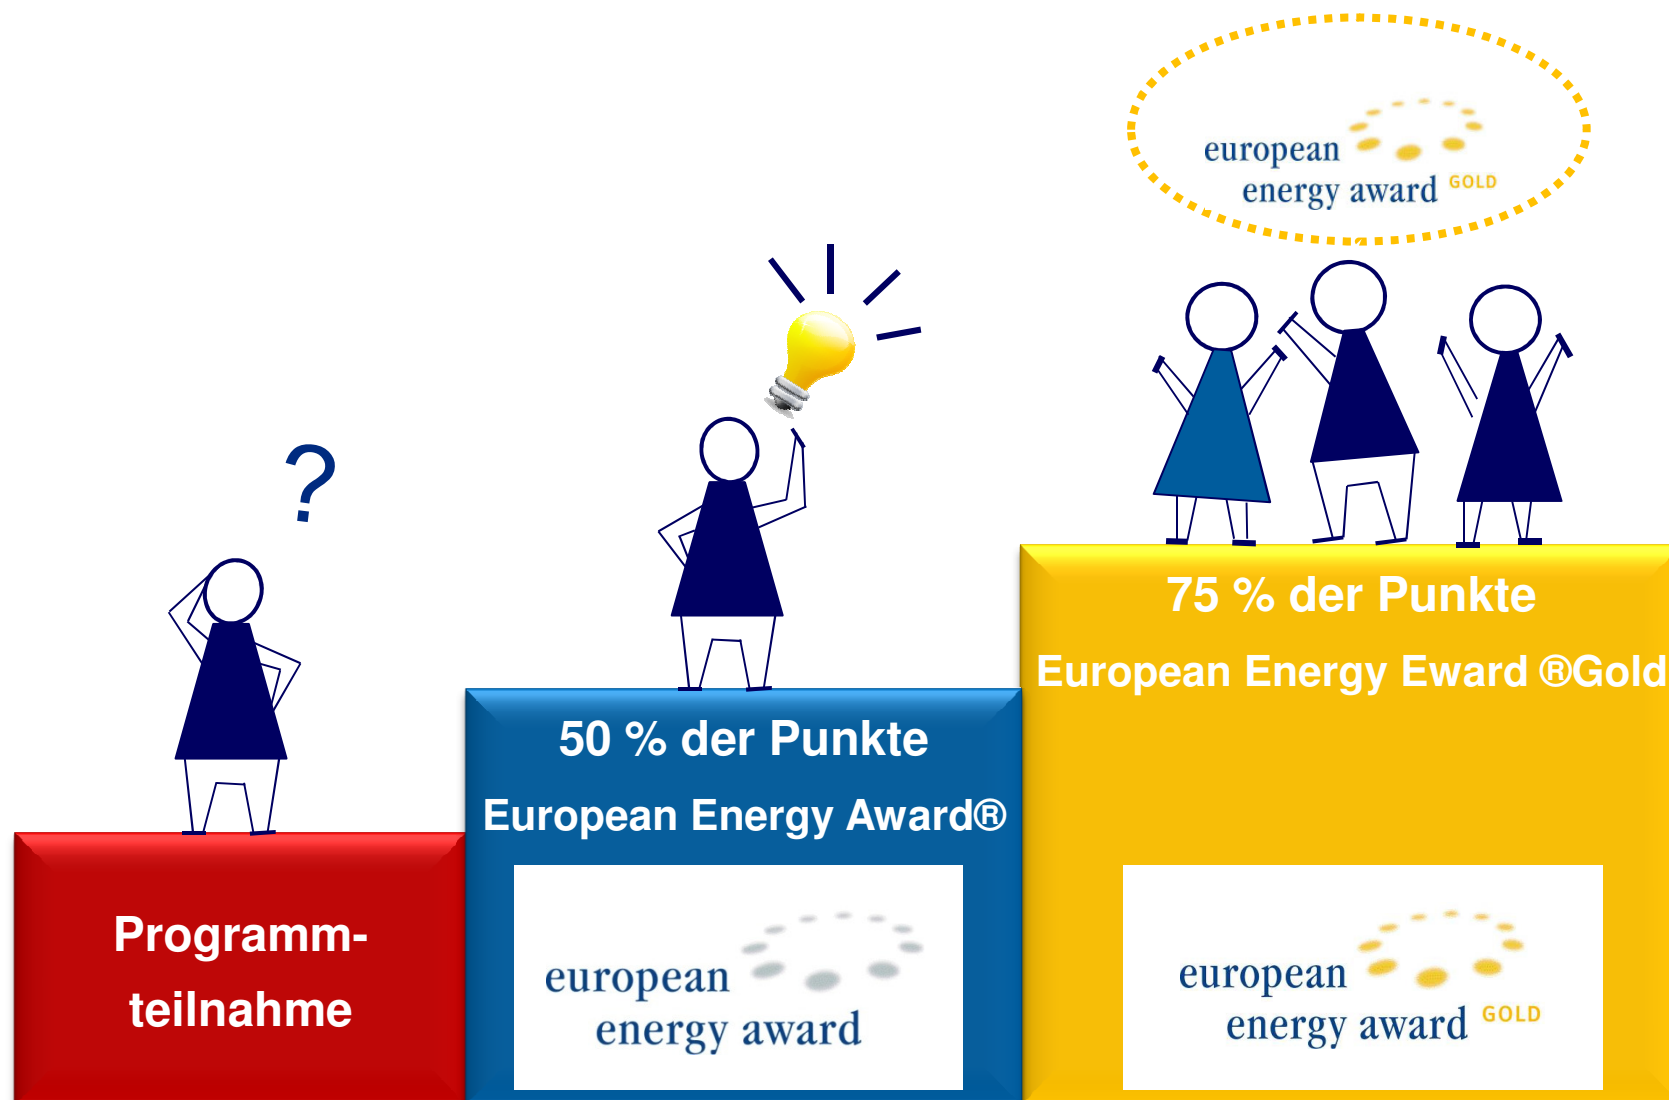 european
energy award GOLD
?
75 % der Punkte
European Energy Eward ®Gold
50 % der Punkte
European Energy Award®
Programm-
teilnahme
european
energy award
european
energy award GOLD